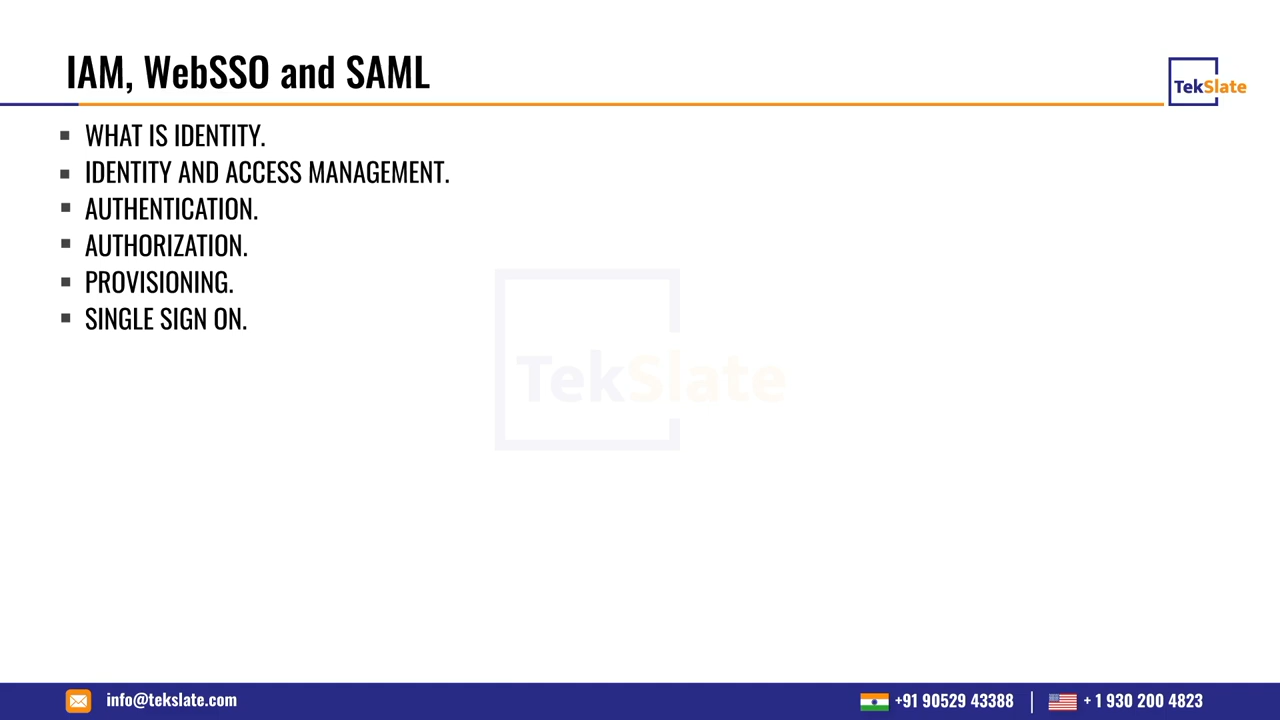 IAM, WebSSO and SAML
TekSlate
WHAT IS IDENTITY.
IDENTITY AND ACCESS MANAGEMENT.
AUTHENTICATION.
AUTHORIZATION.
PROVISIONING.
SINGLE SIGN ON.
TekSlate
info@tekslate.com
+91 90529 43388
+ 1 930 200 4823